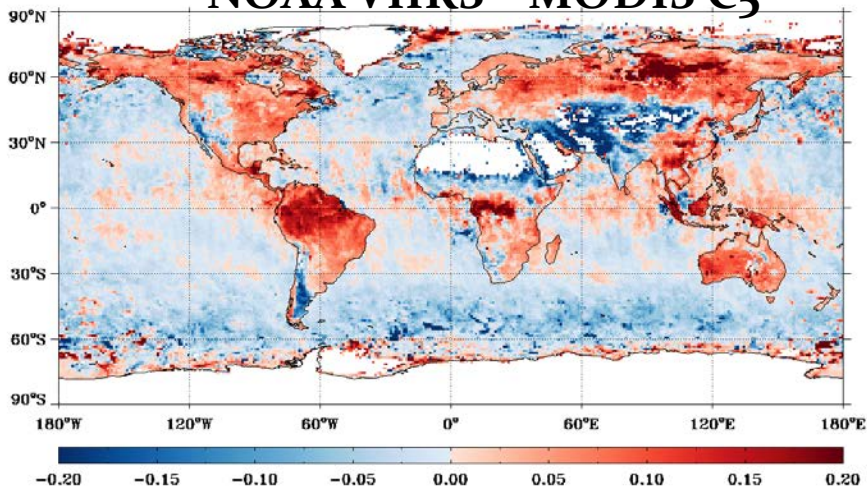 NOAA VIIRS - MODIS C5
90°N
60°N
30°N
0°
30°S
60°S
90°S
180°W 120°W 60°W 0° 60°E 120°E 180°E
-0.20 -0.15 -0.10 -0.05 0.00 0.05 0.10 0.15 0.20